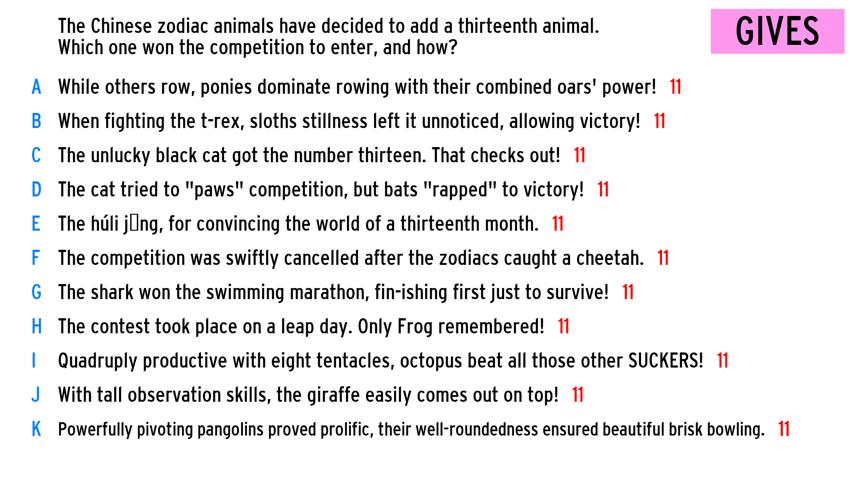 The Chinese zodiac animals have decided to add a thirteenth animal.
Which one won the competition to enter, and how?
GIVES
A While others row, ponies dominate rowing with their combined oars' power! 11
B When fighting the t-rex, sloths stillness left it unnoticed, allowing victory! 11
C The unlucky black cat got the number thirteen. That checks out! 11
D The cat tried to "paws" competition, but bats "rapped" to victory! 11
E The húli j▯ng, for convincing the world of a thirteenth month. 11
F The competition was swiftly cancelled after the zodiacs caught a cheetah. 11
G The shark won the swimming marathon, fin-ishing first just to survive! 11
H The contest took place on a leap day. Only Frog remembered! 11
I Quadruply productive with eight tentacles, octopus beat all those other SUCKERS! 11
J With tall observation skills, the giraffe easily comes out on top! 11
K Powerfully pivoting pangolins proved prolific, their well-roundedness ensured beautiful brisk bowling. 11